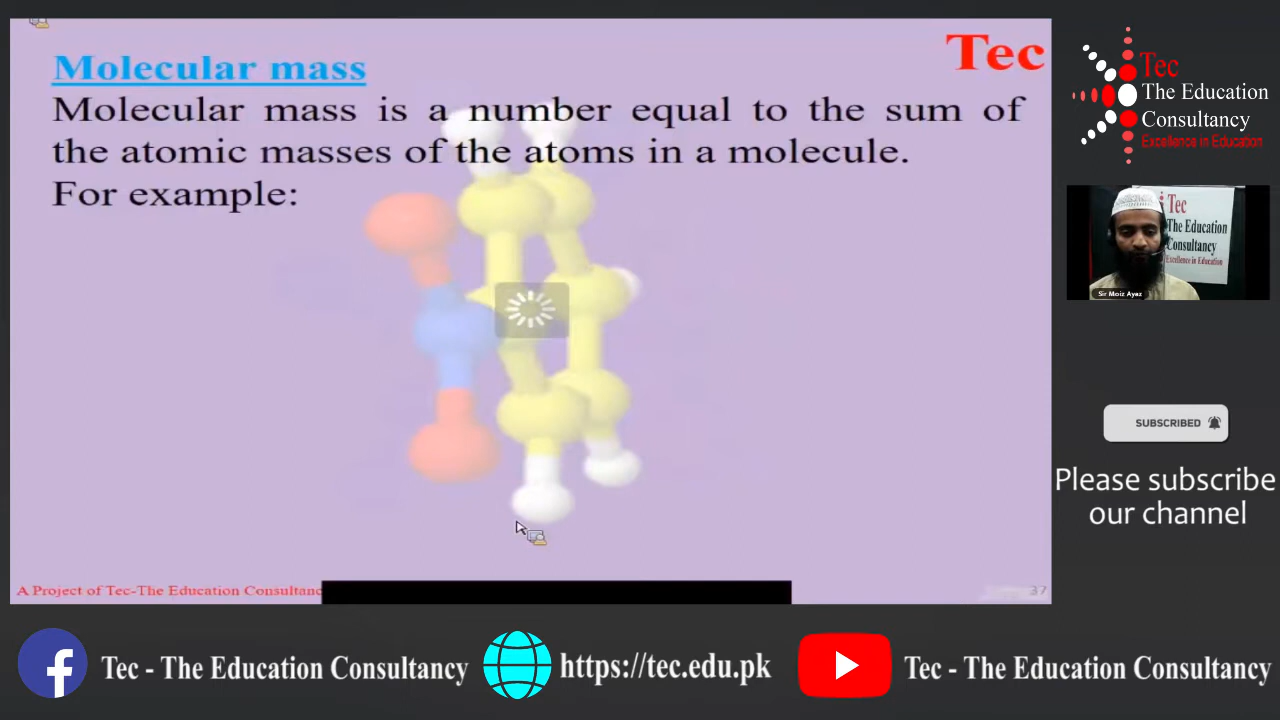 Molecular mass
Tec
Molecular mass is a number equal to the sum of
the atomic masses of the atoms in a molecule.
For example:
A Project of Tec-The Education Consultanc
37
Tec
The Education
Consultancy
Excellence in Education
Tec
The Education
Consultancy
Excellence in Education
Sir Moiz Ayaz
SUBSCRIBED
Please subscribe
our channel
Tec - The Education Consultancy
https://tec.edu.pk
Tec - The Education Consultancy